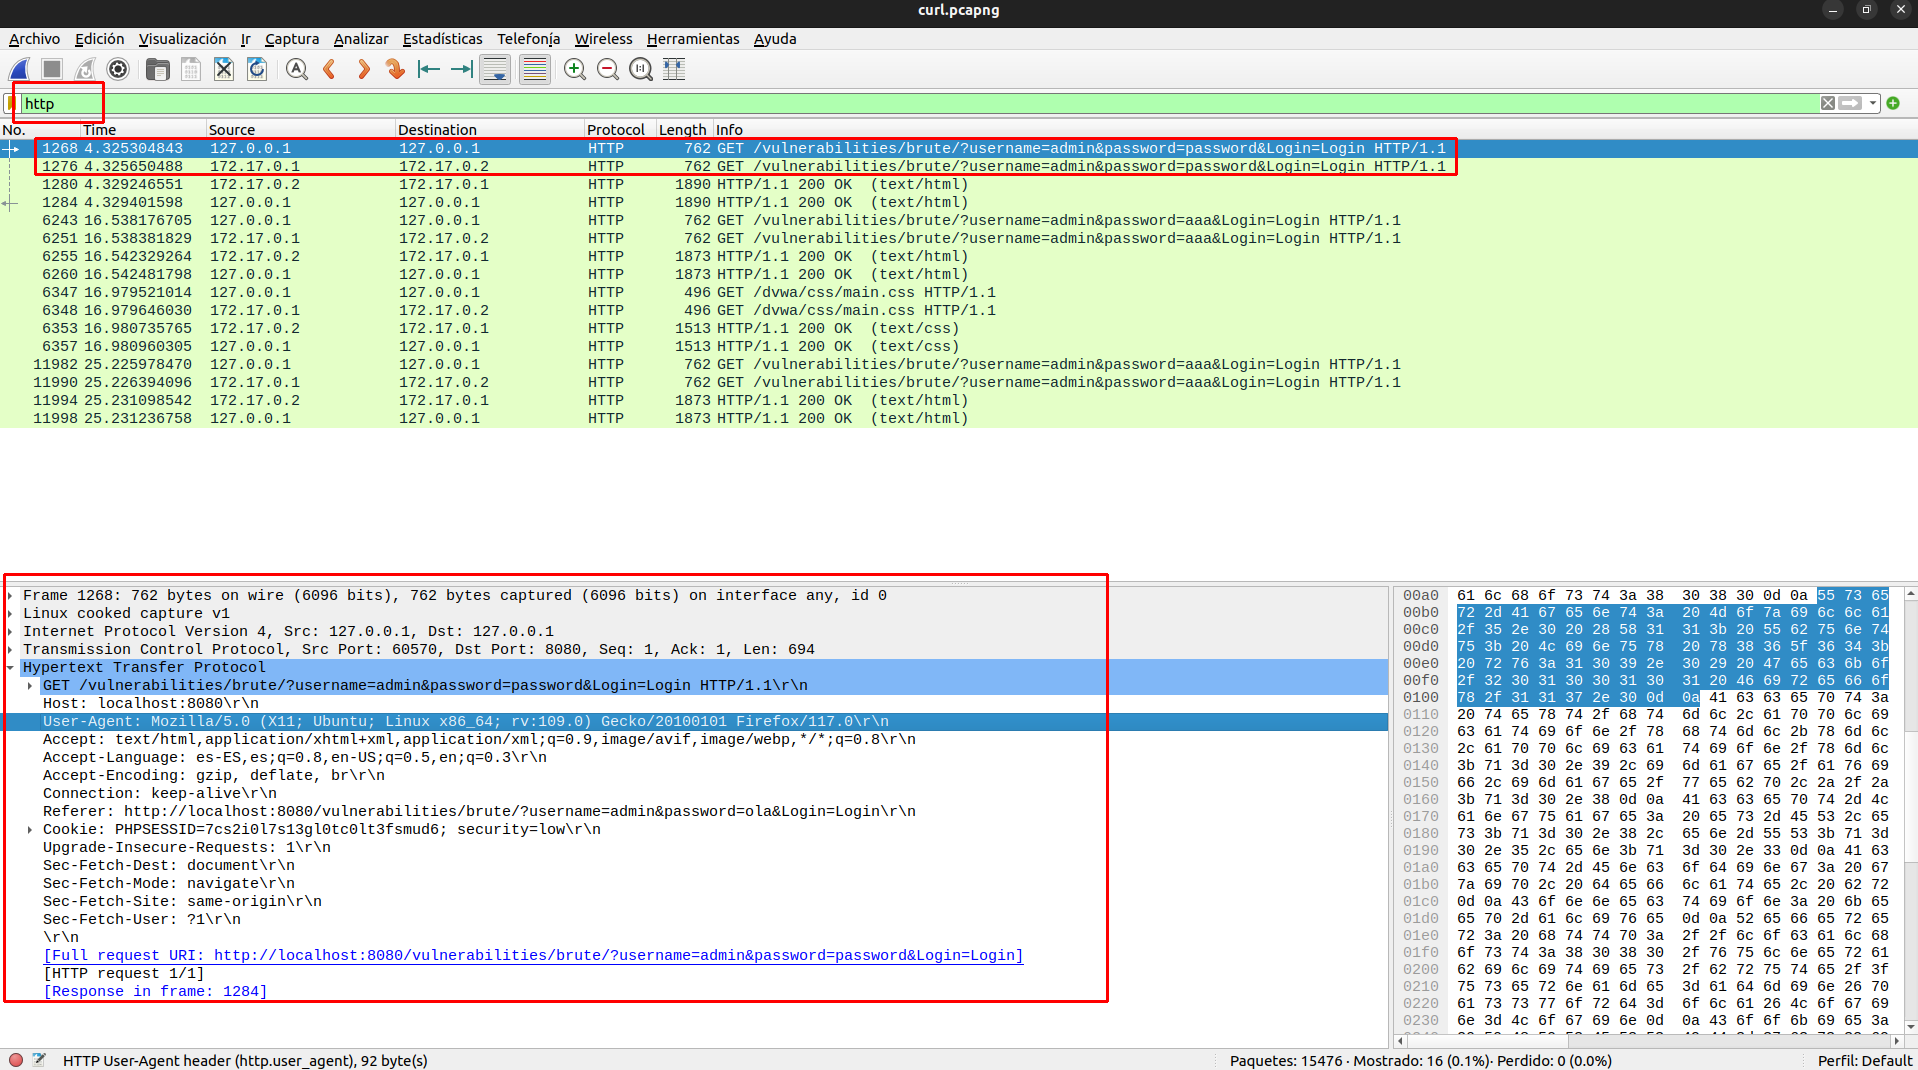 curl.pcapng
Archivo Edición Visualización Ir Captura Analizar Estadísticas Telefonía Wireless Herramientas Ayuda
http
No. Time Source Destination Protocol Length Info
1268 4.325304843 127.0.0.1 127.0.0.1 HTTP 762 GET /vulnerabilities/brute/?username=admin&password=password&Login=Login HTTP/1.1
1276 4.325650488 172.17.0.1 172.17.0.2 HTTP 762 GET /vulnerabilities/brute/?username=admin&password=password&Login=Login HTTP/1.1
1280 4.329246551 172.17.0.2 172.17.0.1 HTTP 1890 HTTP/1.1 200 OK (text/html)
1284 4.329401598 127.0.0.1 127.0.0.1 HTTP 1890 HTTP/1.1 200 OK (text/html)
6243 16.538176705 127.0.0.1 127.0.0.1 HTTP 762 GET /vulnerabilities/brute/?username=admin&password=aaa&Login=Login HTTP/1.1
6251 16.538381829 172.17.0.1 172.17.0.2 HTTP 762 GET /vulnerabilities/brute/?username=admin&password=aaa&Login=Login HTTP/1.1
6255 16.542329264 172.17.0.2 172.17.0.1 HTTP 1873 HTTP/1.1 200 OK (text/html)
6260 16.542481798 127.0.0.1 127.0.0.1 HTTP 1873 HTTP/1.1 200 OK (text/html)
6347 16.979521014 127.0.0.1 127.0.0.1 HTTP 496 GET /dvwa/css/main.css HTTP/1.1
6348 16.979646030 172.17.0.1 172.17.0.2 HTTP 496 GET /dvwa/css/main.css HTTP/1.1
6353 16.980735765 172.17.0.2 172.17.0.1 HTTP 1513 HTTP/1.1 200 OK (text/css)
6357 16.980960305 127.0.0.1 127.0.0.1 HTTP 1513 HTTP/1.1 200 OK (text/css)
11982 25.225978470 127.0.0.1 127.0.0.1 HTTP 762 GET /vulnerabilities/brute/?username=admin&password=aaa&Login=Login HTTP/1.1
11990 25.226394096 172.17.0.1 172.17.0.2 HTTP 762 GET /vulnerabilities/brute/?username=admin&password=aaa&Login=Login HTTP/1.1
11994 25.231098542 172.17.0.2 172.17.0.1 HTTP 1873 HTTP/1.1 200 OK (text/html)
11998 25.231236758 127.0.0.1 127.0.0.1 HTTP 1873 HTTP/1.1 200 OK (text/html)
Frame 1268: 762 bytes on wire (6096 bits), 762 bytes captured (6096 bits) on interface any, id 0
Linux cooked capture v1
Internet Protocol Version 4, Src: 127.0.0.1, Dst: 127.0.0.1
Transmission Control Protocol, Src Port: 60570, Dst Port: 8080, Seq: 1, Ack: 1, Len: 694
Hypertext Transfer Protocol
GET /vulnerabilities/brute/?username=admin&password=password&Login=Login HTTP/1.1\r\n
Host: localhost:8080\r\n
User-Agent: Mozilla/5.0 (X11; Ubuntu; Linux x86_64; rv:109.0) Gecko/20100101 Firefox/117.0\r\n
Accept: text/html,application/xhtml+xml,application/xml;q=0.9,image/avif,image/webp,*/*;q=0.8\r\n
Accept-Language: es-ES,es;q=0.8,en-US;q=0.5,en;q=0.3\r\n
Accept-Encoding: gzip, deflate, br\r\n
Connection: keep-alive\r\n
Referer: http://localhost:8080/vulnerabilities/brute/?username=admin&password=ola&Login=Login\r\n
Cookie: PHPSESSID=7cs2i0l7s13gl0tc0lt3fsmud6; security=low\r\n
Upgrade-Insecure-Requests: 1\r\n
Sec-Fetch-Dest: document\r\n
Sec-Fetch-Mode: navigate\r\n
Sec-Fetch-Site: same-origin\r\n
Sec-Fetch-User: ?1\r\n
\r\n
[Full request URI: http://localhost:8080/vulnerabilities/brute/?username=admin&password=password&Login=Login]
[HTTP request 1/1]
[Response in frame: 1284]
00a0 61 6c 68 6f 73 74 3a 38 30 38 30 0d 0a 55 73 65
00b0 72 2d 41 67 65 6e 74 3a 20 4d 6f 7a 69 6c 6c 61
00c0 2f 35 2e 30 20 28 58 31 31 3b 20 55 62 75 6e 74
00d0 75 3b 20 4c 69 6e 75 78 20 78 38 36 5f 36 34 3b
00e0 20 72 76 3a 31 30 39 2e 30 29 20 47 65 63 6b 6f
00f0 2f 32 30 31 30 30 31 30 31 20 46 69 72 65 66 6f
0100 78 2f 31 31 37 2e 30 0d 0a 41 63 63 65 70 74 3a
0110 20 74 65 78 74 2f 68 74 6d 6c 2c 61 70 70 6c 69
0120 63 61 74 69 6f 6e 2f 78 68 74 6d 6c 2b 78 6d 6c
0130 2c 61 70 70 6c 69 63 61 74 69 6f 6e 2f 78 6d 6c
0140 3b 71 3d 30 2e 39 2c 69 6d 61 67 65 2f 61 76 69
0150 66 2c 69 6d 61 67 65 2f 77 65 62 70 2c 2a 2f 2a
0160 3b 71 3d 30 2e 38 0d 0a 41 63 63 65 70 74 2d 4c
0170 61 6e 67 75 61 67 65 3a 20 65 73 2d 45 53 2c 65
0180 73 3b 71 3d 30 2e 38 2c 65 6e 2d 55 53 3b 71 3d
0190 30 2e 35 2c 65 6e 3b 71 3d 30 2e 33 0d 0a 41 63
01a0 63 65 70 74 2d 45 6e 63 6f 64 69 6e 67 3a 20 67
01b0 7a 69 70 2c 20 64 65 66 6c 61 74 65 2c 20 62 72
01c0 0d 0a 43 6f 6e 6e 65 63 74 69 6f 6e 3a 20 6b 65
01d0 65 70 2d 61 6c 69 76 65 0d 0a 52 65 66 65 72 65
01e0 72 3a 20 68 74 74 70 3a 2f 2f 6c 6f 63 61 6c 68
01f0 6f 73 74 3a 38 30 38 30 2f 76 75 6c 6e 65 72 61
0200 62 69 6c 69 74 69 65 73 2f 62 72 75 74 65 2f 3f
0210 75 73 65 72 6e 61 6d 65 3d 61 64 6d 69 6e 26 70
0220 61 73 73 77 6f 72 64 3d 6f 6c 61 26 4c 6f 67 69
0230 6e 3d 4c 6f 67 69 6e 0d 0a 43 6f 6f 6b 69 65 3a
HTTP User-Agent header (http.user_agent), 92 byte(s)
Paquetes: 15476 · Mostrado: 16 (0.1%)· Perdido: 0 (0.0%)
Perfil: Default